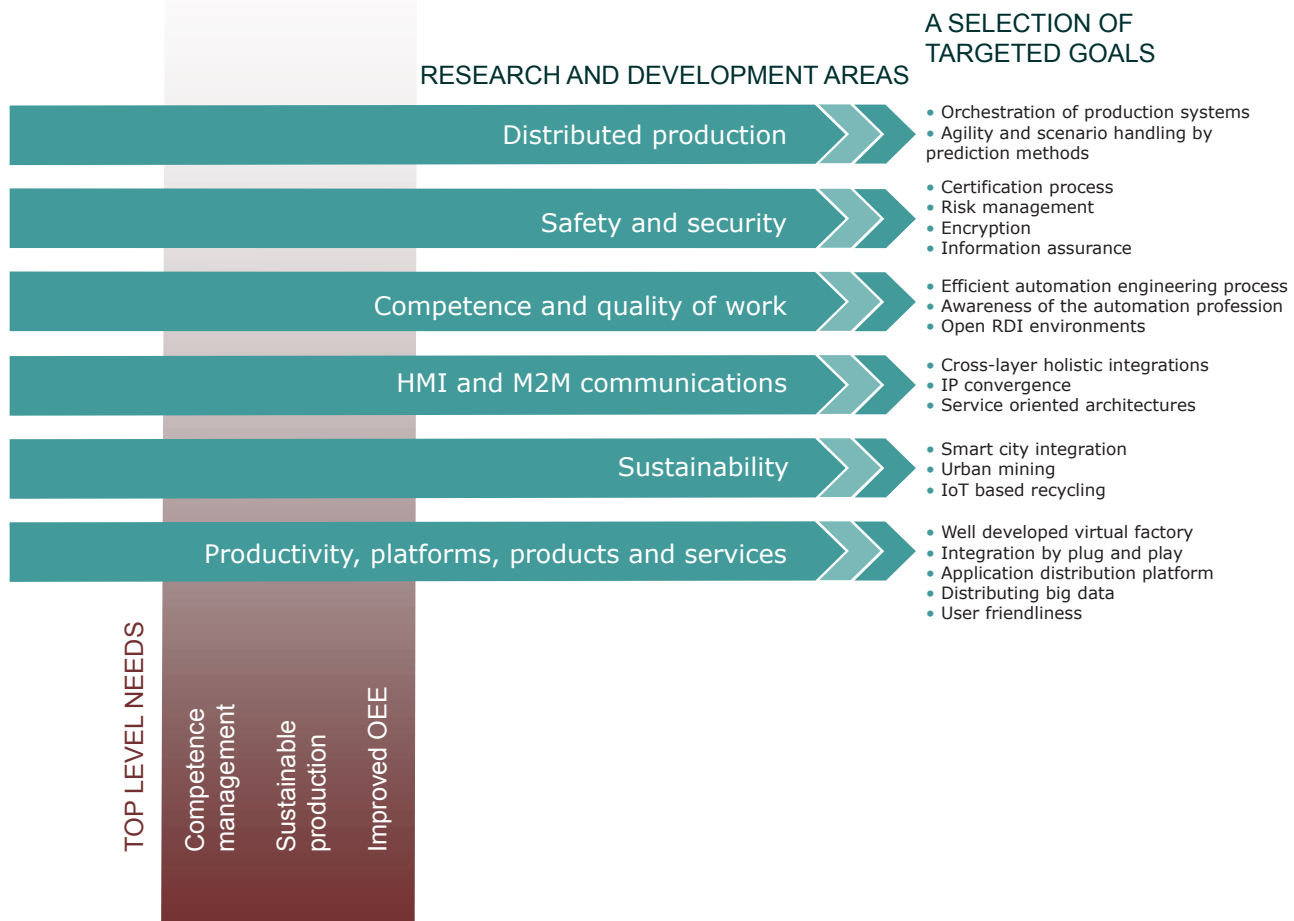 A SELECTION OF
TARGETED GOALS
RESEARCH AND DEVELOPMENT AREAS
Distributed production
• Orchestration of production systems
• Agility and scenario handling by
prediction methods
Safety and security
• Certification process
• Risk management
• Encryption
• Information assurance
Competence and quality of work
• Efficient automation engineering process
• Awareness of the automation profession
• Open RDI environments
HMI and M2M communications
• Cross-layer holistic integrations
• IP convergence
• Service oriented architectures
Sustainability
• Smart city integration
• Urban mining
• IoT based recycling
Productivity, platforms, products and services
• Well developed virtual factory
• Integration by plug and play
• Application distribution platform
• Distributing big data
• User friendliness
TOP LEVEL NEEDS
Competence
management
Sustainable
production
Improved OEE